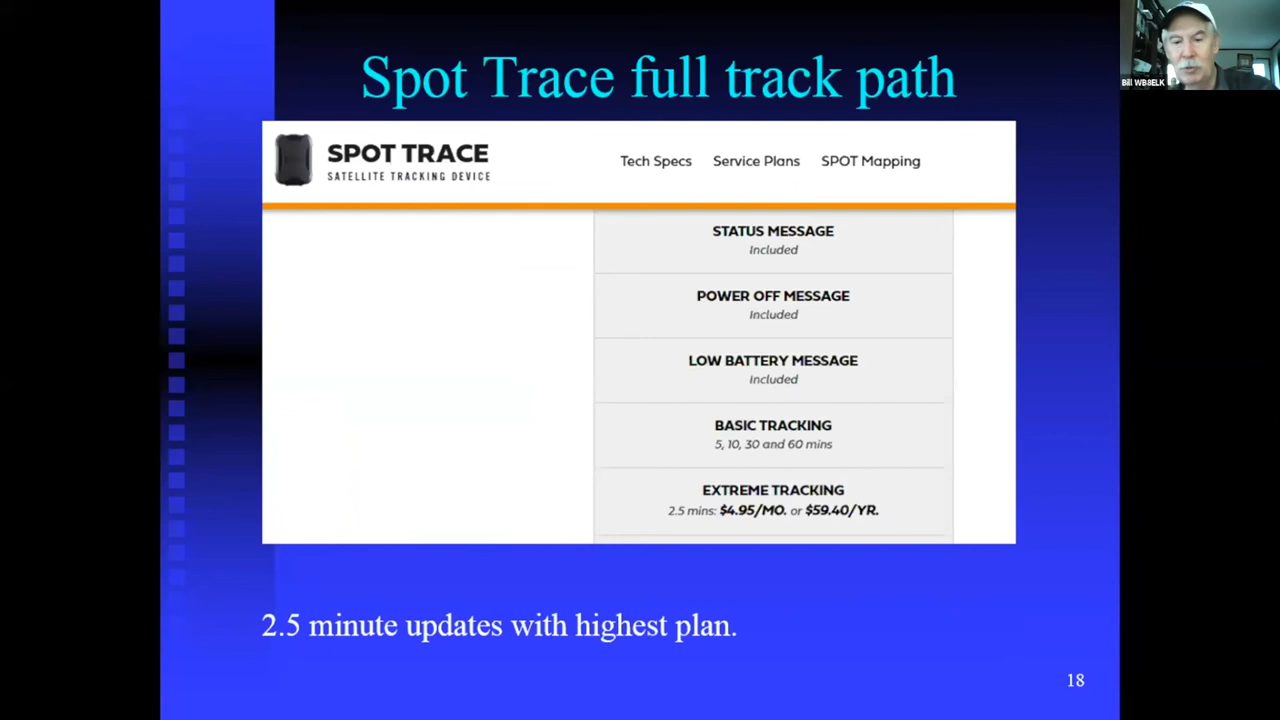 Spot Trace full track path
Bill WB8ELK
SPOT TRACE
SATELLITE TRACKING DEVICE
Tech Specs Service Plans SPOT Mapping
STATUS MESSAGE
Included
POWER OFF MESSAGE
Included
LOW BATTERY MESSAGE
Included
BASIC TRACKING
5, 10, 30 and 60 mins
EXTREME TRACKING
2.5 mins: $4.95/MO. or $59.40/YR.
2.5 minute updates with highest plan.
18